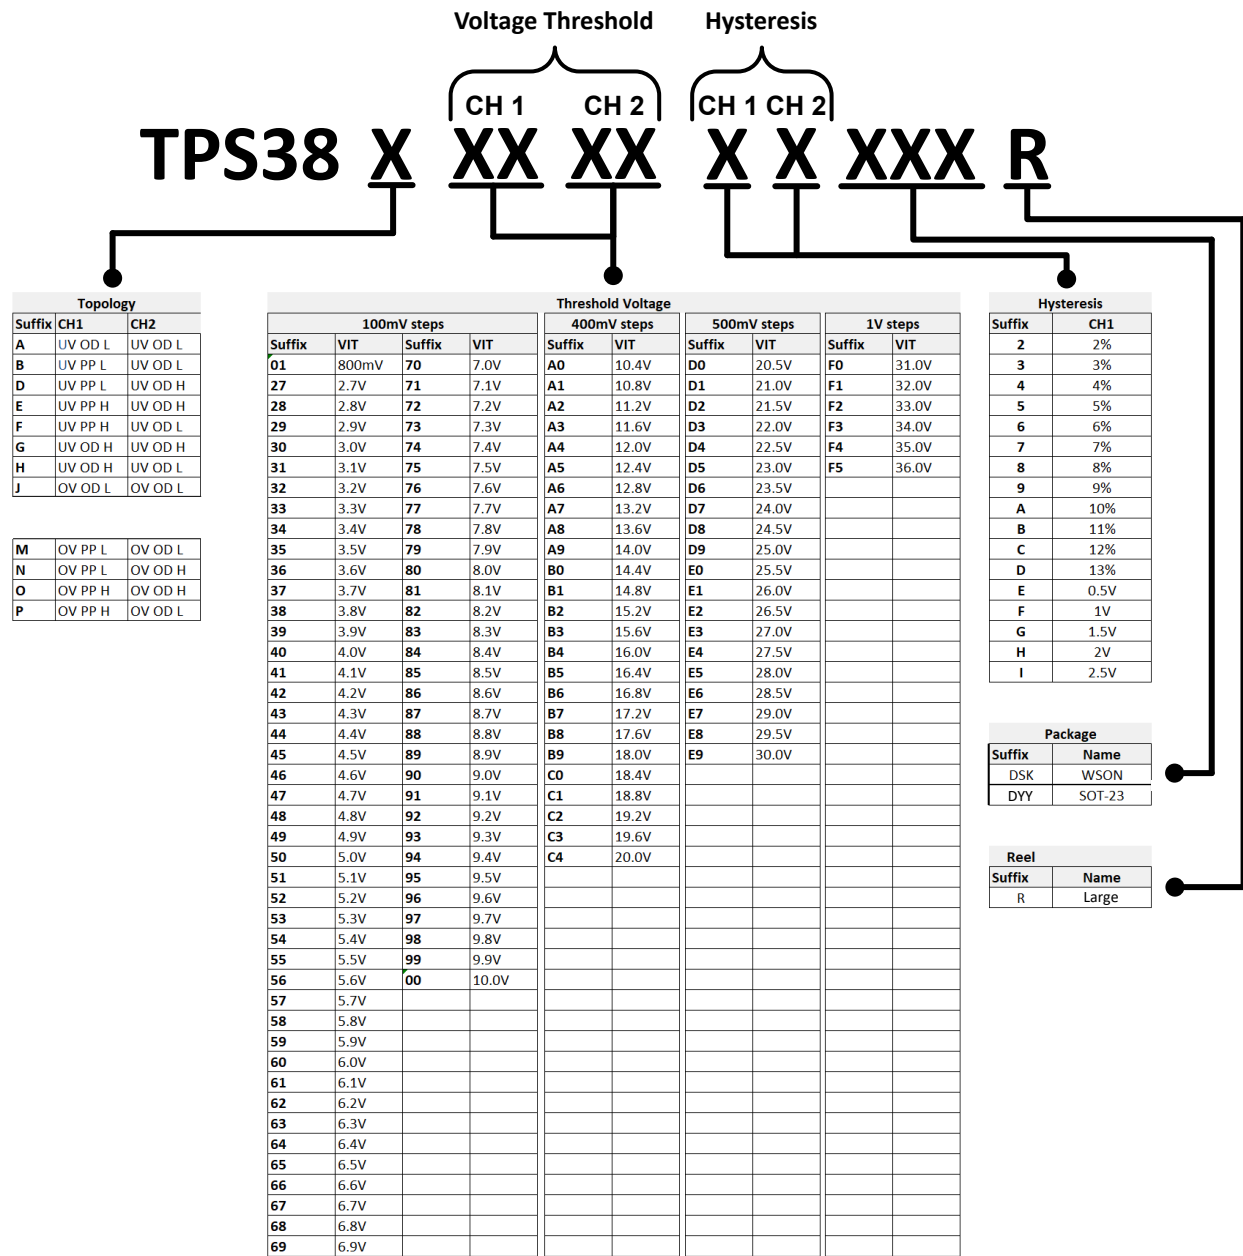 Voltage Threshold Hysteresis
CH 1 CH 2 CH 1 CH 2
TPS38 X XX XX X X XXX R
Topology
Suffix CH1 CH2
A UV OD L UV OD L
B UV PP L UV OD L
D UV PP L UV OD H
E UV PP H UV OD H
F UV PP H UV OD L
G UV OD H UV OD H
H UV OD H UV OD L
J OV OD L OV OD L
M OV PP L OV OD L
N OV PP L OV OD H
O OV PP H OV OD H
P OV PP H OV OD L
Threshold Voltage
100mV steps 400mV steps 500mV steps 1V steps
Suffix VIT Suffix VIT Suffix VIT Suffix VIT Suffix VIT
01 800mV 70 7.0V A0 10.4V D0 20.5V F0 31.0V
27 2.7V 71 7.1V A1 10.8V D1 21.0V F1 32.0V
28 2.8V 72 7.2V A2 11.2V D2 21.5V F2 33.0V
29 2.9V 73 7.3V A3 11.6V D3 22.0V F3 34.0V
30 3.0V 74 7.4V A4 12.0V D4 22.5V F4 35.0V
31 3.1V 75 7.5V A5 12.4V D5 23.0V F5 36.0V
32 3.2V 76 7.6V A6 12.8V D6 23.5V
33 3.3V 77 7.7V A7 13.2V D7 24.0V
34 3.4V 78 7.8V A8 13.6V D8 24.5V
35 3.5V 79 7.9V A9 14.0V D9 25.0V
36 3.6V 80 8.0V B0 14.4V E0 25.5V
37 3.7V 81 8.1V B1 14.8V E1 26.0V
38 3.8V 82 8.2V B2 15.2V E2 26.5V
39 3.9V 83 8.3V B3 15.6V E3 27.0V
40 4.0V 84 8.4V B4 16.0V E4 27.5V
41 4.1V 85 8.5V B5 16.4V E5 28.0V
42 4.2V 86 8.6V B6 16.8V E6 28.5V
43 4.3V 87 8.7V B7 17.2V E7 29.0V
44 4.4V 88 8.8V B8 17.6V E8 29.5V
45 4.5V 89 8.9V B9 18.0V E9 30.0V
46 4.6V 90 9.0V C0 18.4V
47 4.7V 91 9.1V C1 18.8V
48 4.8V 92 9.2V C2 19.2V
49 4.9V 93 9.3V C3 19.6V
50 5.0V 94 9.4V C4 20.0V
51 5.1V 95 9.5V
52 5.2V 96 9.6V
53 5.3V 97 9.7V
54 5.4V 98 9.8V
55 5.5V 99 9.9V
56 5.6V 00 10.0V
57 5.7V
58 5.8V
59 5.9V
60 6.0V
61 6.1V
62 6.2V
63 6.3V
64 6.4V
65 6.5V
66 6.6V
67 6.7V
68 6.8V
69 6.9V
Hysteresis
Suffix CH1
2 2%
3 3%
4 4%
5 5%
6 6%
7 7%
8 8%
9 9%
A 10%
B 11%
C 12%
D 13%
E 0.5V
F 1V
G 1.5V
H 2V
I 2.5V
Package
Suffix Name
DSK WSON
DYY SOT-23
Reel
Suffix Name
R Large